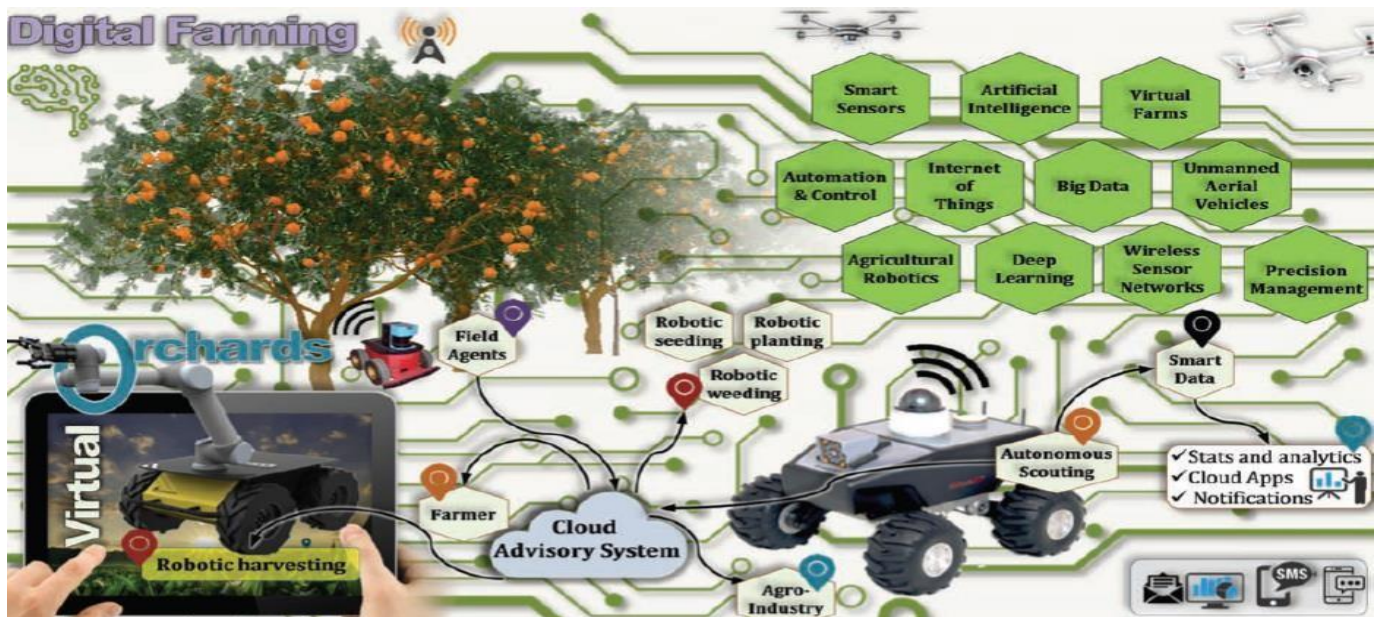 Digital Farming
Smart
Sensors
Artificial
Intelligence
Virtual
Farms
Automation
& Control
Internet
of
Things
Big Data
Unmanned
Aerial
Vehicles
Agricultural
Robotics
Deep
Learning
Wireless
Sensor
Networks
Precision
Management
Orchards
Field
Agents
Robotic
seeding
Robotic
planting
Robotic
weeding
Smart
Data
Virtual
Farmer
Autonomous
Scouting
✓Stats and analytics
✓Cloud Apps
✓ Notifications
Cloud
Advisory System
Robotic harvesting
Agro-
Industry
SMS